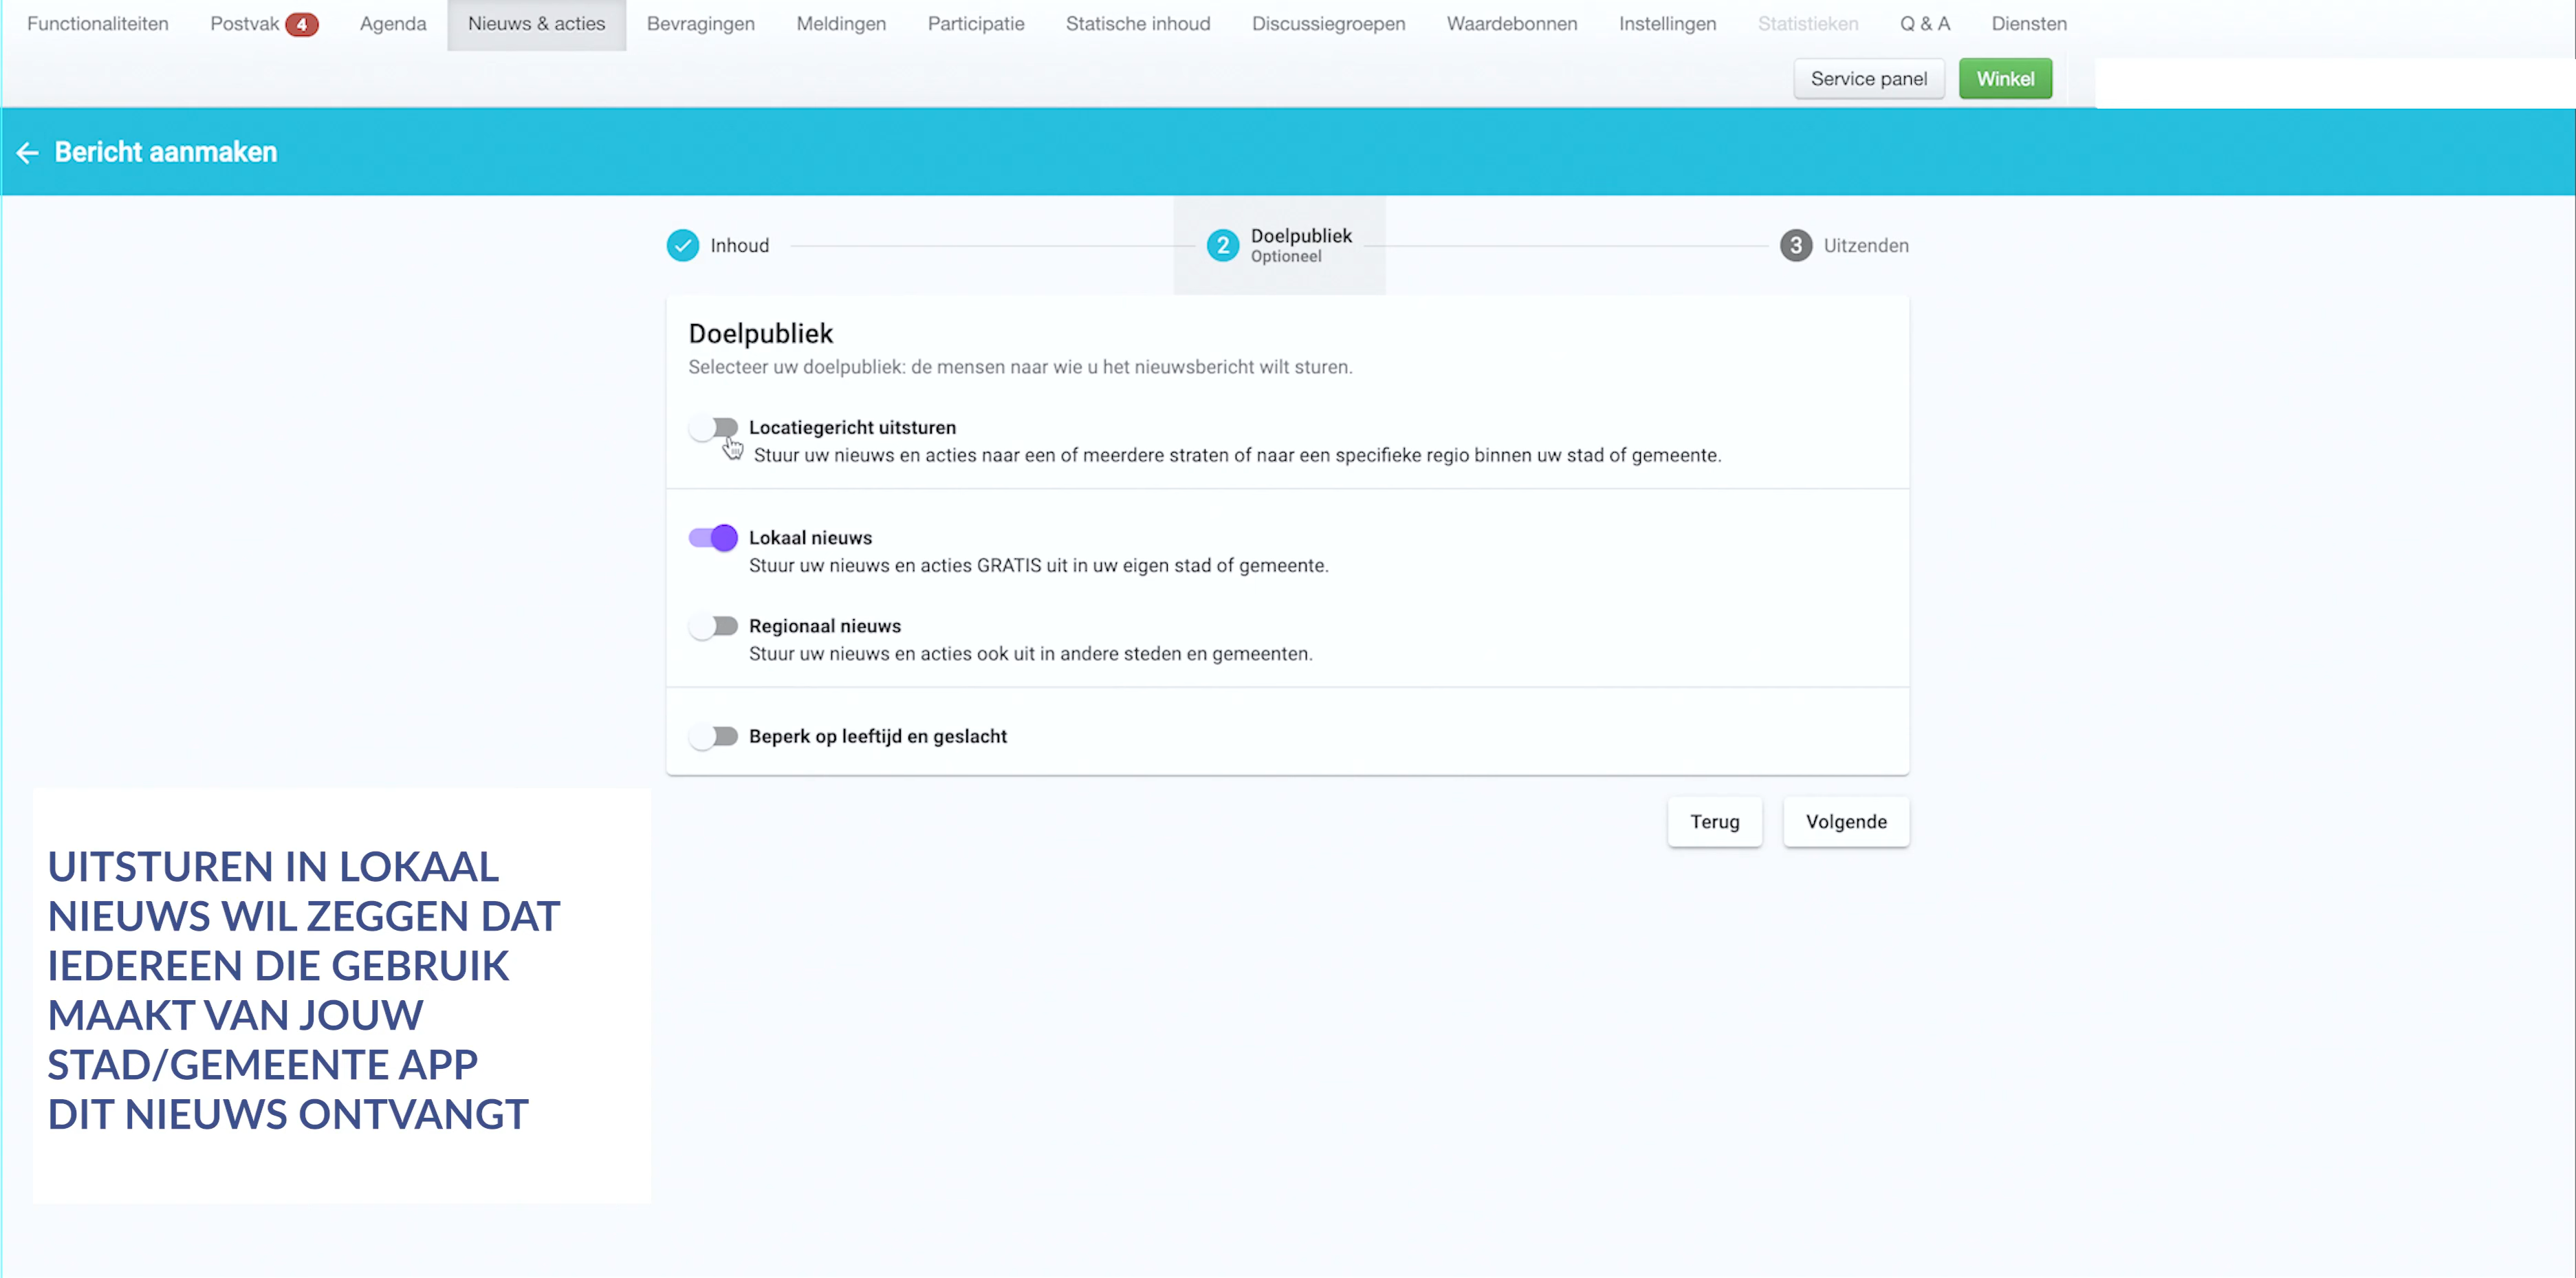 Functionaliteiten Postvak 4 Agenda Nieuws & acties Bevragingen Meldingen Participatie Statische inhoud Discussiegroepen Waardebonnen Instellingen Statistieken Q & A Diensten
Service panel Winkel
Bericht aanmaken
Inhoud 2 Doelpubliek 3 Uitzenden
Optioneel
Doelpubliek
Selecteer uw doelpubliek: de mensen naar wie u het nieuwsbericht wilt sturen.
Locatiegericht uitsturen
Stuur uw nieuws en acties naar een of meerdere straten of naar een specifieke regio binnen uw stad of gemeente.
Lokaal nieuws
Stuur uw nieuws en acties GRATIS uit in uw eigen stad of gemeente.
Regionaal nieuws
Stuur uw nieuws en acties ook uit in andere steden en gemeenten.
Beperk op leeftijd en geslacht
Terug Volgende
UITSTUREN IN LOKAAL
NIEUWS WIL ZEGGEN DAT
IEDEREEN DIE GEBRUIK
MAAKT VAN JOUW
STAD/GEMEENTE APP
DIT NIEUWS ONTVANGT